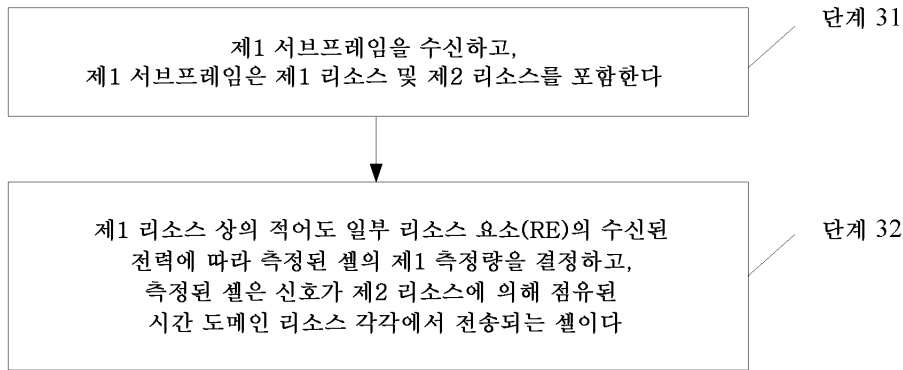 단계 31
제1 서브프레임을 수신하고,
제1 서브프레임은 제1 리소스 및 제2 리소스를 포함한다
단계 32
제1 리소스 상의 적어도 일부 리소스 요소(RE)의 수신된
전력에 따라 측정된 셀의 제1 측정량을 결정하고,
측정된 셀은 신호가 제2 리소스에 의해 점유된
시간 도메인 리소스 각각에서 전송되는 셀이다